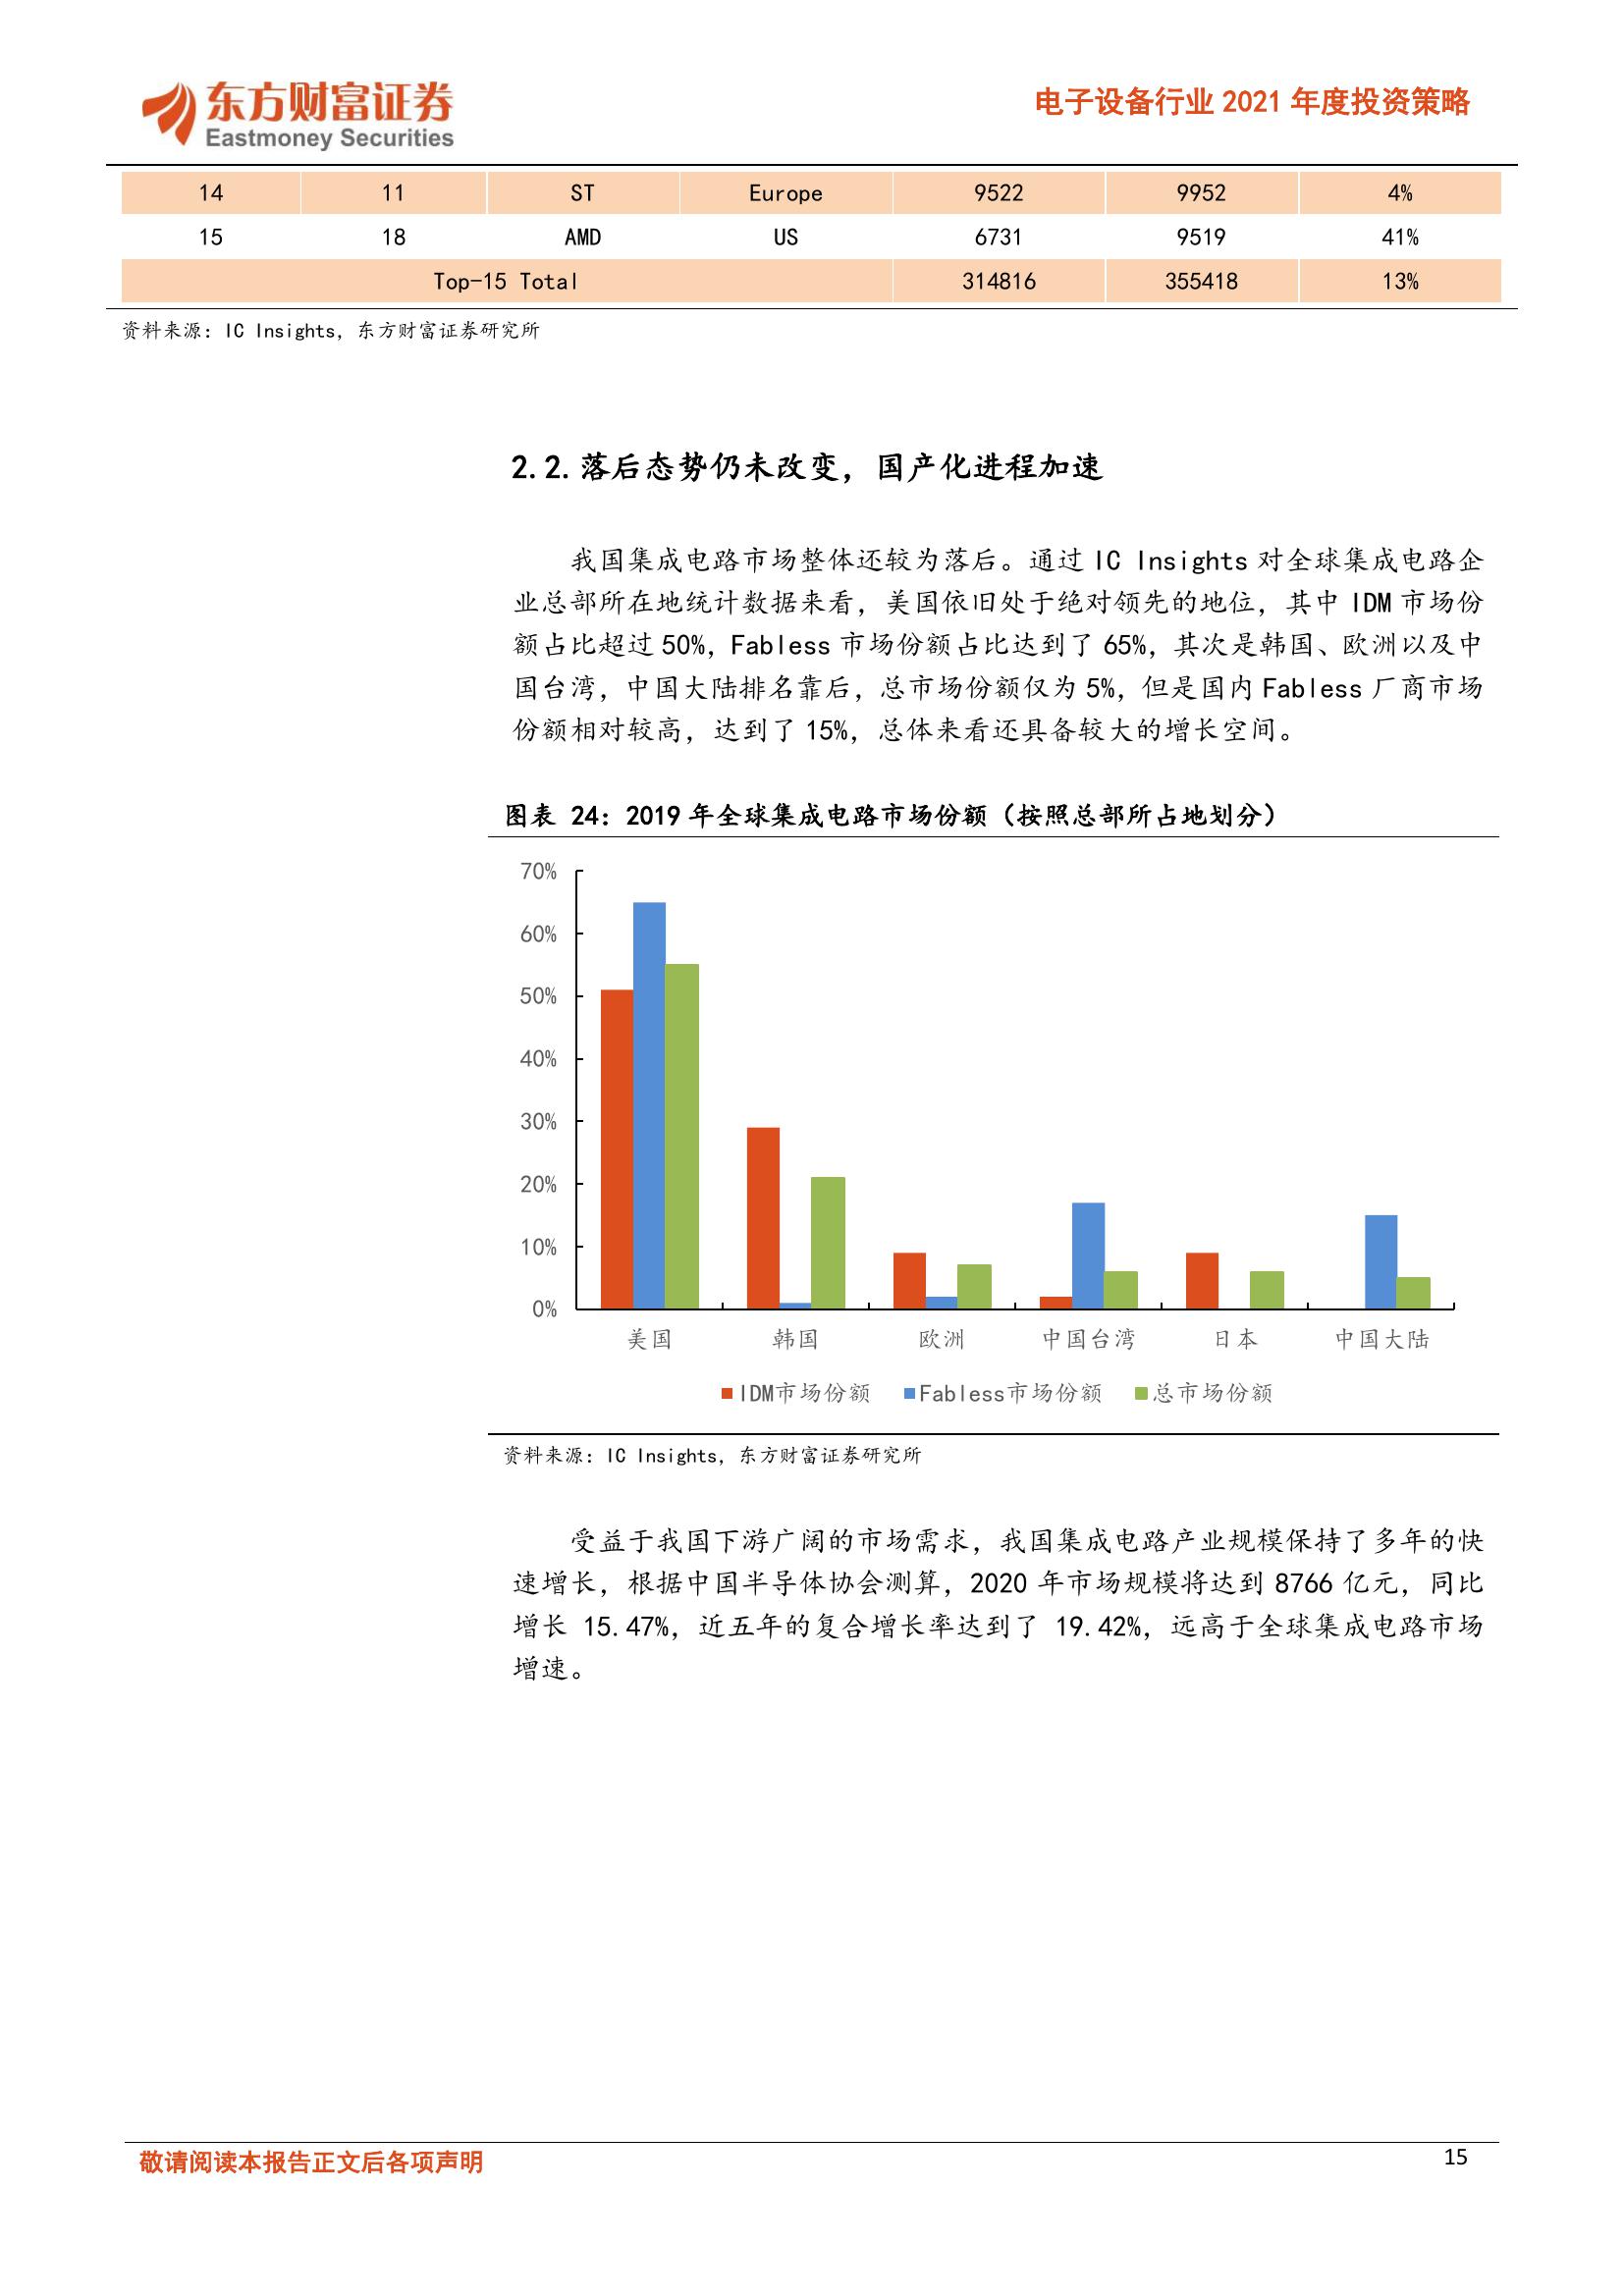 东方财富证券
Eastmoney Securities
电子设备行业 2021 年度投资策略
14 11 ST Europe 9522 9952 4%
15 18 AMD US 6731 9519 41%
Top-15 Total 314816 355418 13%
资料来源：IC Insights，东方财富证券研究所
2.2.落后态势仍未改变，国产化进程加速
我国集成电路市场整体还较为落后。通过 IC Insights 对全球集成电路企
业总部所在地统计数据来看，美国依旧处于绝对领先的地位，其中 IDM 市场份
额占比超过 50%，Fabless 市场份额占比达到了 65%，其次是韩国、欧洲以及中
国台湾，中国大陆排名靠后，总市场份额仅为 5%，但是国内 Fabless 厂商市场
份额相对较高，达到了 15%，总体来看还具备较大的增长空间。
图表 24：2019 年全球集成电路市场份额（按照总部所占地划分）
70%
60%
50%
40%
30%
20%
10%
0%
美国 韩国 欧洲 中国台湾 日本 中国大陆
IDM市场份额 Fabless市场份额 总市场份额
资料来源：IC Insights，东方财富证券研究所
受益于我国下游广阔的市场需求，我国集成电路产业规模保持了多年的快
速增长，根据中国半导体协会测算，2020 年市场规模将达到 8766 亿元，同比
增长 15.47%，近五年的复合增长率达到了 19.42%，远高于全球集成电路市场
增速。
敬请阅读本报告正文后各项声明
15